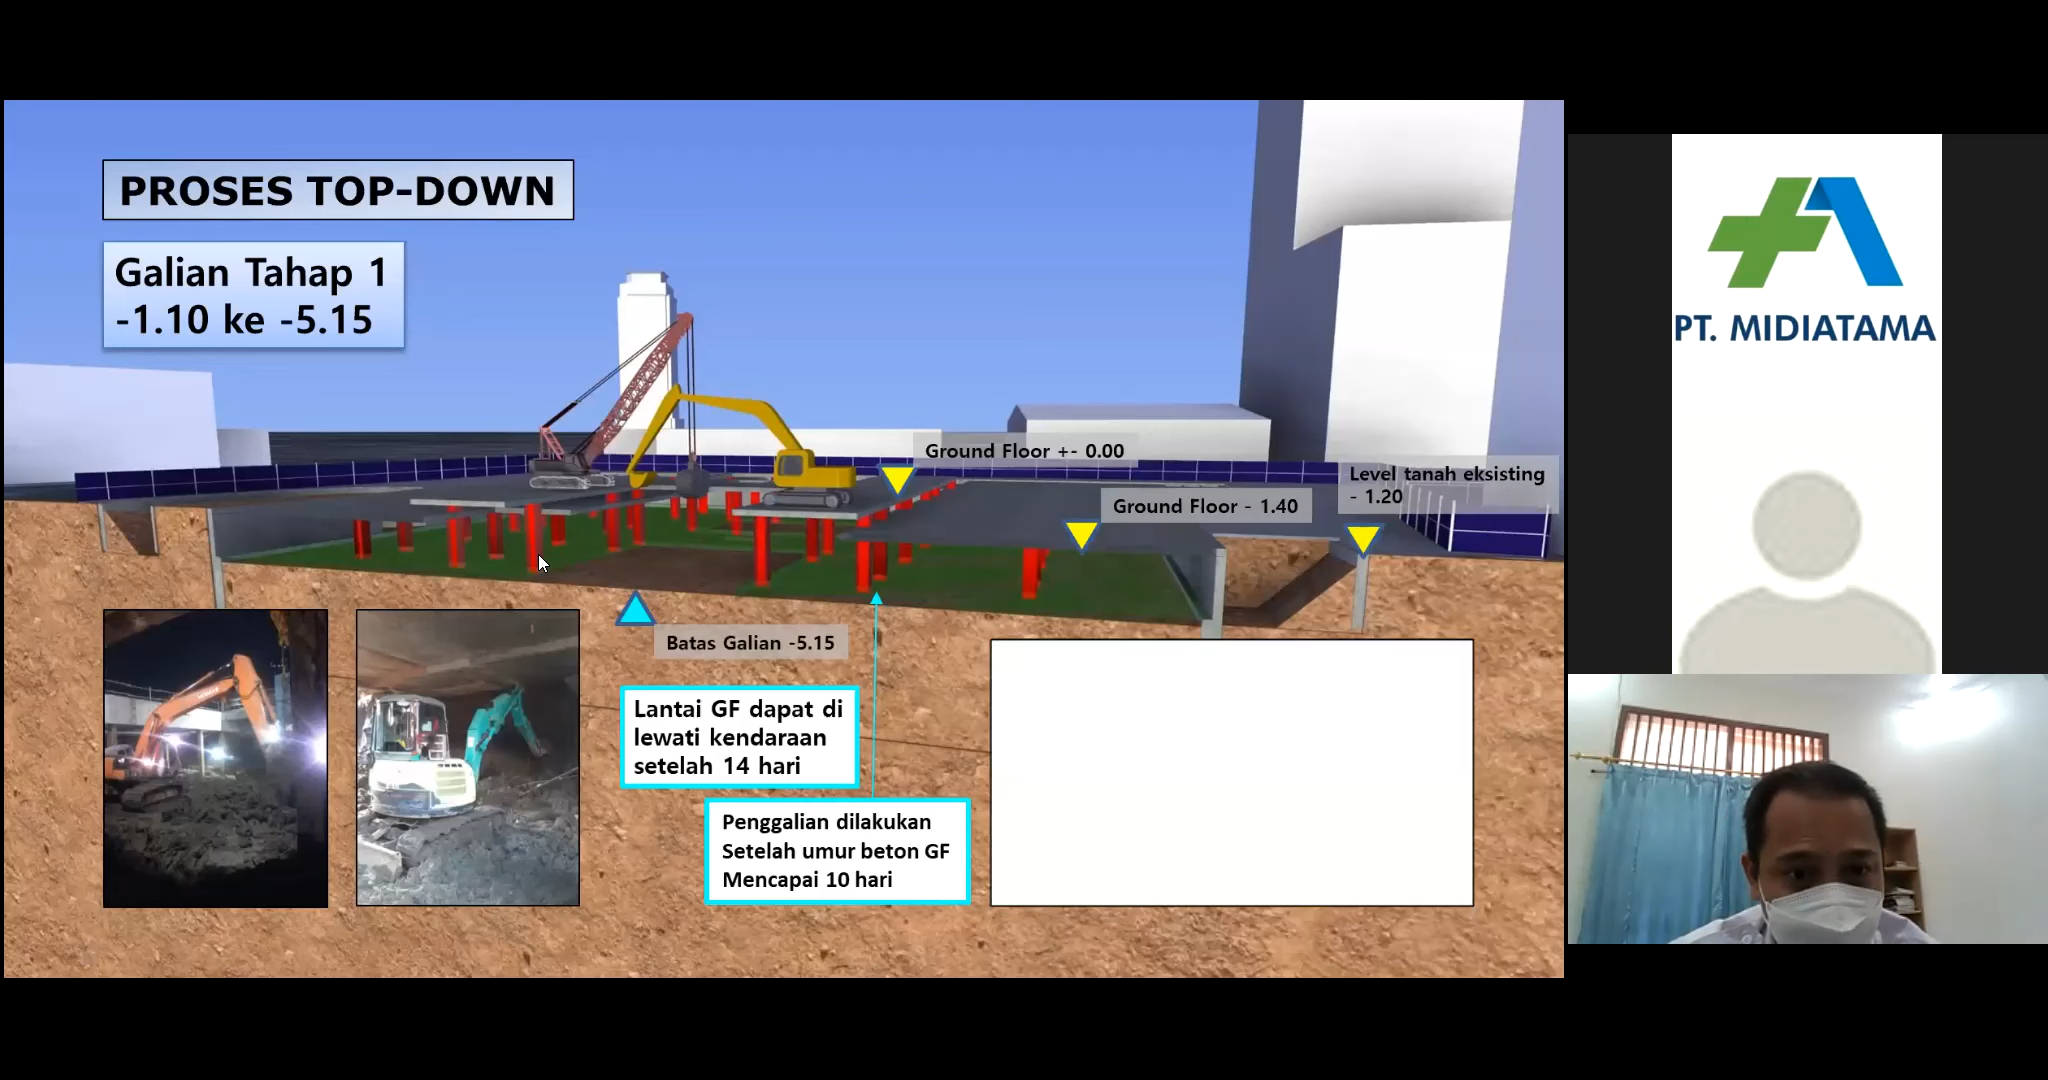 PROSES TOP-DOWN
Galian Tahap 1
-1.10 ke -5.15
Ground Floor +- 0.00
Level tanah eksisting
- 1.20
Ground Floor - 1.40
Batas Galian -5.15
Lantai GF dapat di
lewati kendaraan
setelah 14 hari
Penggalian dilakukan
Setelah umur beton GF
Mencapai 10 hari
PT. MIDIATAMA